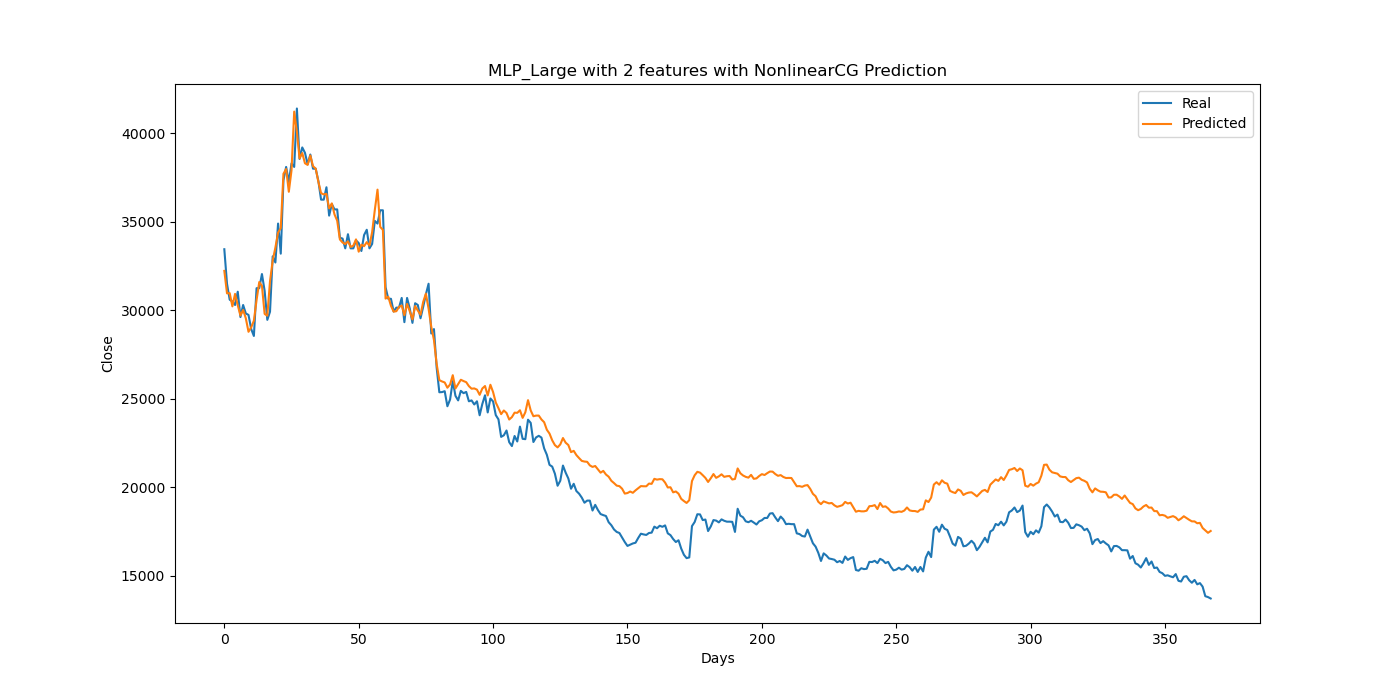 MLP_Large with 2 features with NonlinearCG Prediction
Real
Predicted
40000
35000
30000
25000
20000
15000
Close
0 50 100 150 200 250 300 350
Days